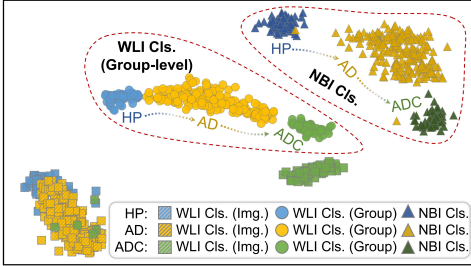 WLI Cls.
(Group-level)
HP
AD
ADC
HP
AD
ADC
NBI Cls.
HP: WLI Cls. (Img.) WLI Cls. (Group) NBI Cls.
AD: WLI Cls. (Img.) WLI Cls. (Group) NBI Cls.
ADC: WLI Cls. (Img.) WLI Cls. (Group) NBI Cls.